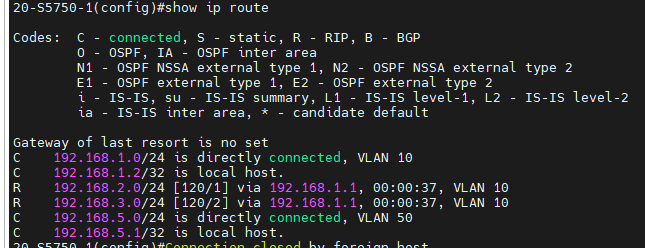 20-S5750-1(config)#show ip route
Codes:  C - connected, S - static, R - RIP, B - BGP
O - OSPF, IA - OSPF inter area
N1 - OSPF NSSA external type 1, N2 - OSPF NSSA external type 2
E1 - OSPF external type 1, E2 - OSPF external type 2
i - IS-IS, su - IS-IS summary, L1 - IS-IS level-1, L2 - IS-IS level-2
ia - IS-IS inter area, * - candidate default
Gateway of last resort is no set
C    192.168.1.0/24 is directly connected, VLAN 10
C    192.168.1.2/32 is local host.
R    192.168.2.0/24 [120/1] via 192.168.1.1, 00:00:37, VLAN 10
R    192.168.3.0/24 [120/2] via 192.168.1.1, 00:00:37, VLAN 10
C    192.168.5.0/24 is directly connected, VLAN 50
C    192.168.5.1/32 is local host.
20-S5750-1(config)#Connection closed by foreign host